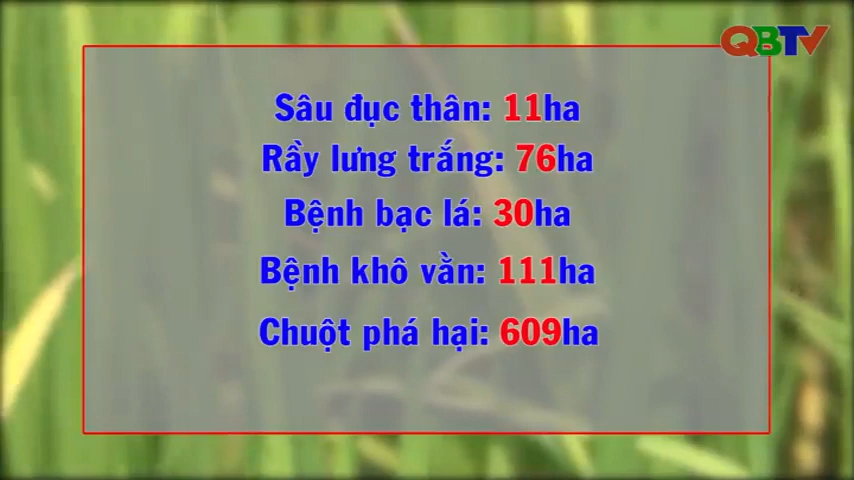 QBTV
Sâu đục thân: 11ha
Rầy lưng trắng: 76ha
Bệnh bạc lá: 30ha
Bệnh khô vằn: 111ha
Chuột phá hại: 609ha